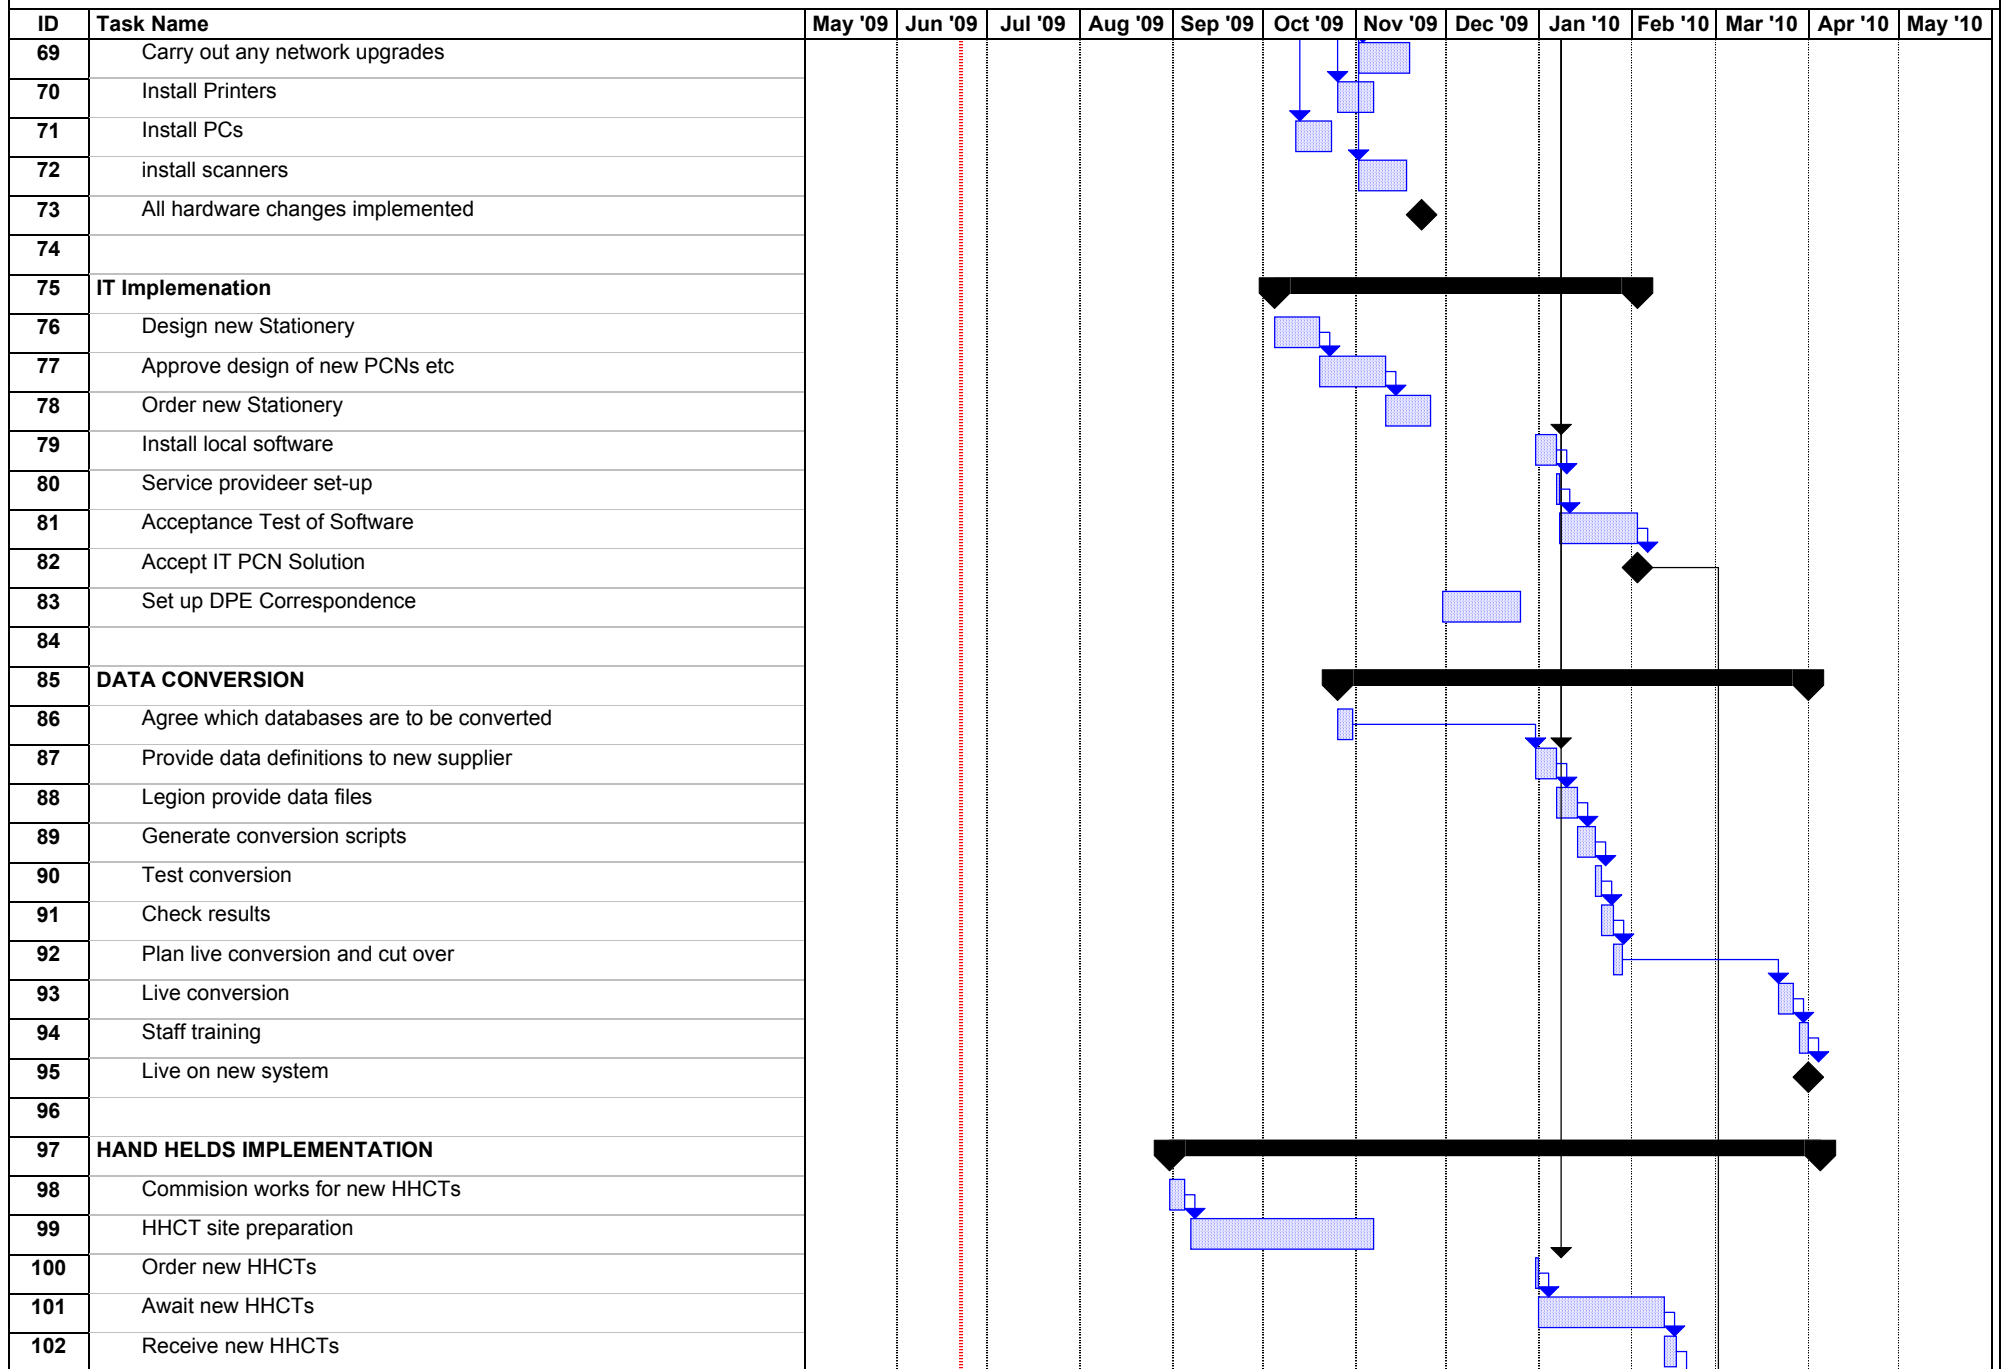 ID Task Name May '09 Jun '09 Jul '09 Aug '09 Sep '09 Oct '09 Nov '09 Dec '09 Jan '10 Feb '10 Mar '10 Apr '10 May '10
69 Carry out any network upgrades
70 Install Printers
71 Install PCs
72 install scanners
73 All hardware changes implemented
74
75 IT Implemenation
76 Design new Stationery
77 Approve design of new PCNs etc
78 Order new Stationery
79 Install local software
80 Service provideer set-up
81 Acceptance Test of Software
82 Accept IT PCN Solution
83 Set up DPE Correspondence
84
85 DATA CONVERSION
86 Agree which databases are to be converted
87 Provide data definitions to new supplier
88 Legion provide data files
89 Generate conversion scripts
90 Test conversion
91 Check results
92 Plan live conversion and cut over
93 Live conversion
94 Staff training
95 Live on new system
96
97 HAND HELDS IMPLEMENTATION
98 Commision works for new HHCTs
99 HHCT site preparation
100 Order new HHCTs
101 Await new HHCTs
102 Receive new HHCTs